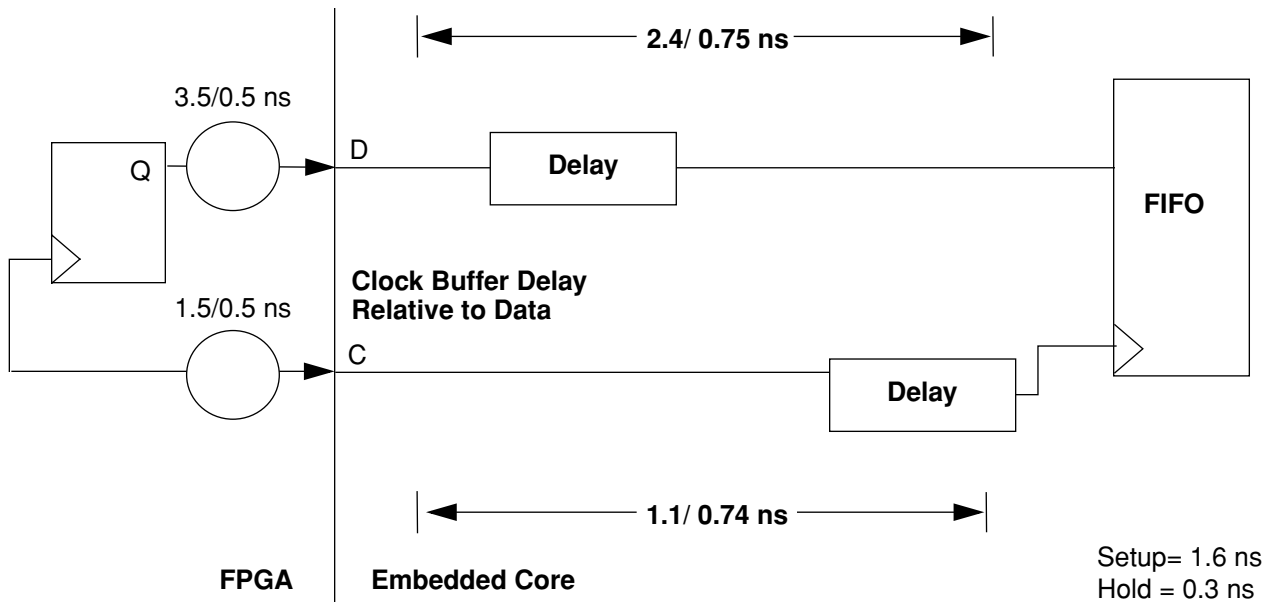 2.4/ 0.75 ns
3.5/0.5 ns
Q
D
Delay
FIFO
Clock Buffer Delay
Relative to Data
1.5/0.5 ns
C
Delay
1.1/ 0.74 ns
FPGA
Embedded Core
Setup= 1.6 ns
Hold = 0.3 ns